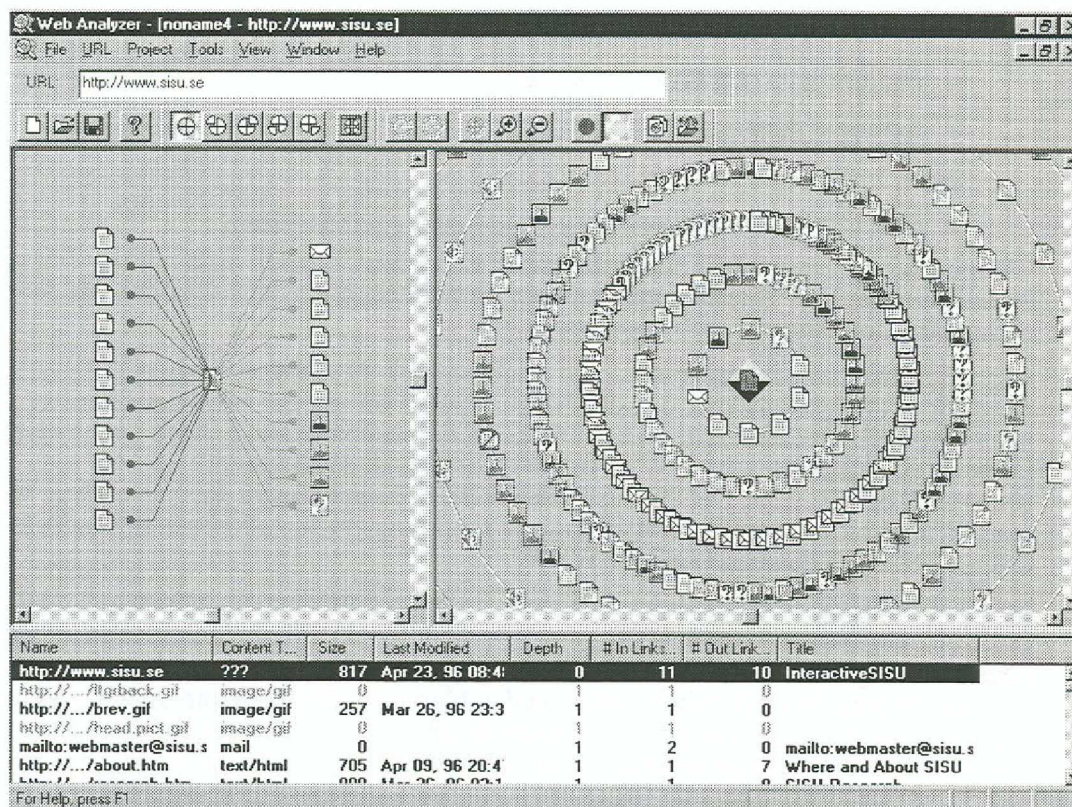 Web Analyzer - [noname4 - http://www.sisu.se]
File URL Project Tools View Window Help
URL: http://www.sisu.se
Name Content T... Size Last Modified Depth # In Links... # Out Link... Title
http://www.sisu.se ??? 817 Apr 23, 96 08:4 0 11 10 InteractiveSISU
http://.../ltgrback.gif image/gif 0 1 1 0
http://.../brev.gif image/gif 257 Mar 26, 96 23:3 1 1 0
http://.../head.pict.gif image/gif 0 1 1 0
mailto:webmaster@sisu.s mail 0 1 2 0 mailto:webmaster@sisu.s
http://.../about.htm text/html 705 Apr 09, 96 20:4 1 1 7 Where and About SISU
For Help, press F1